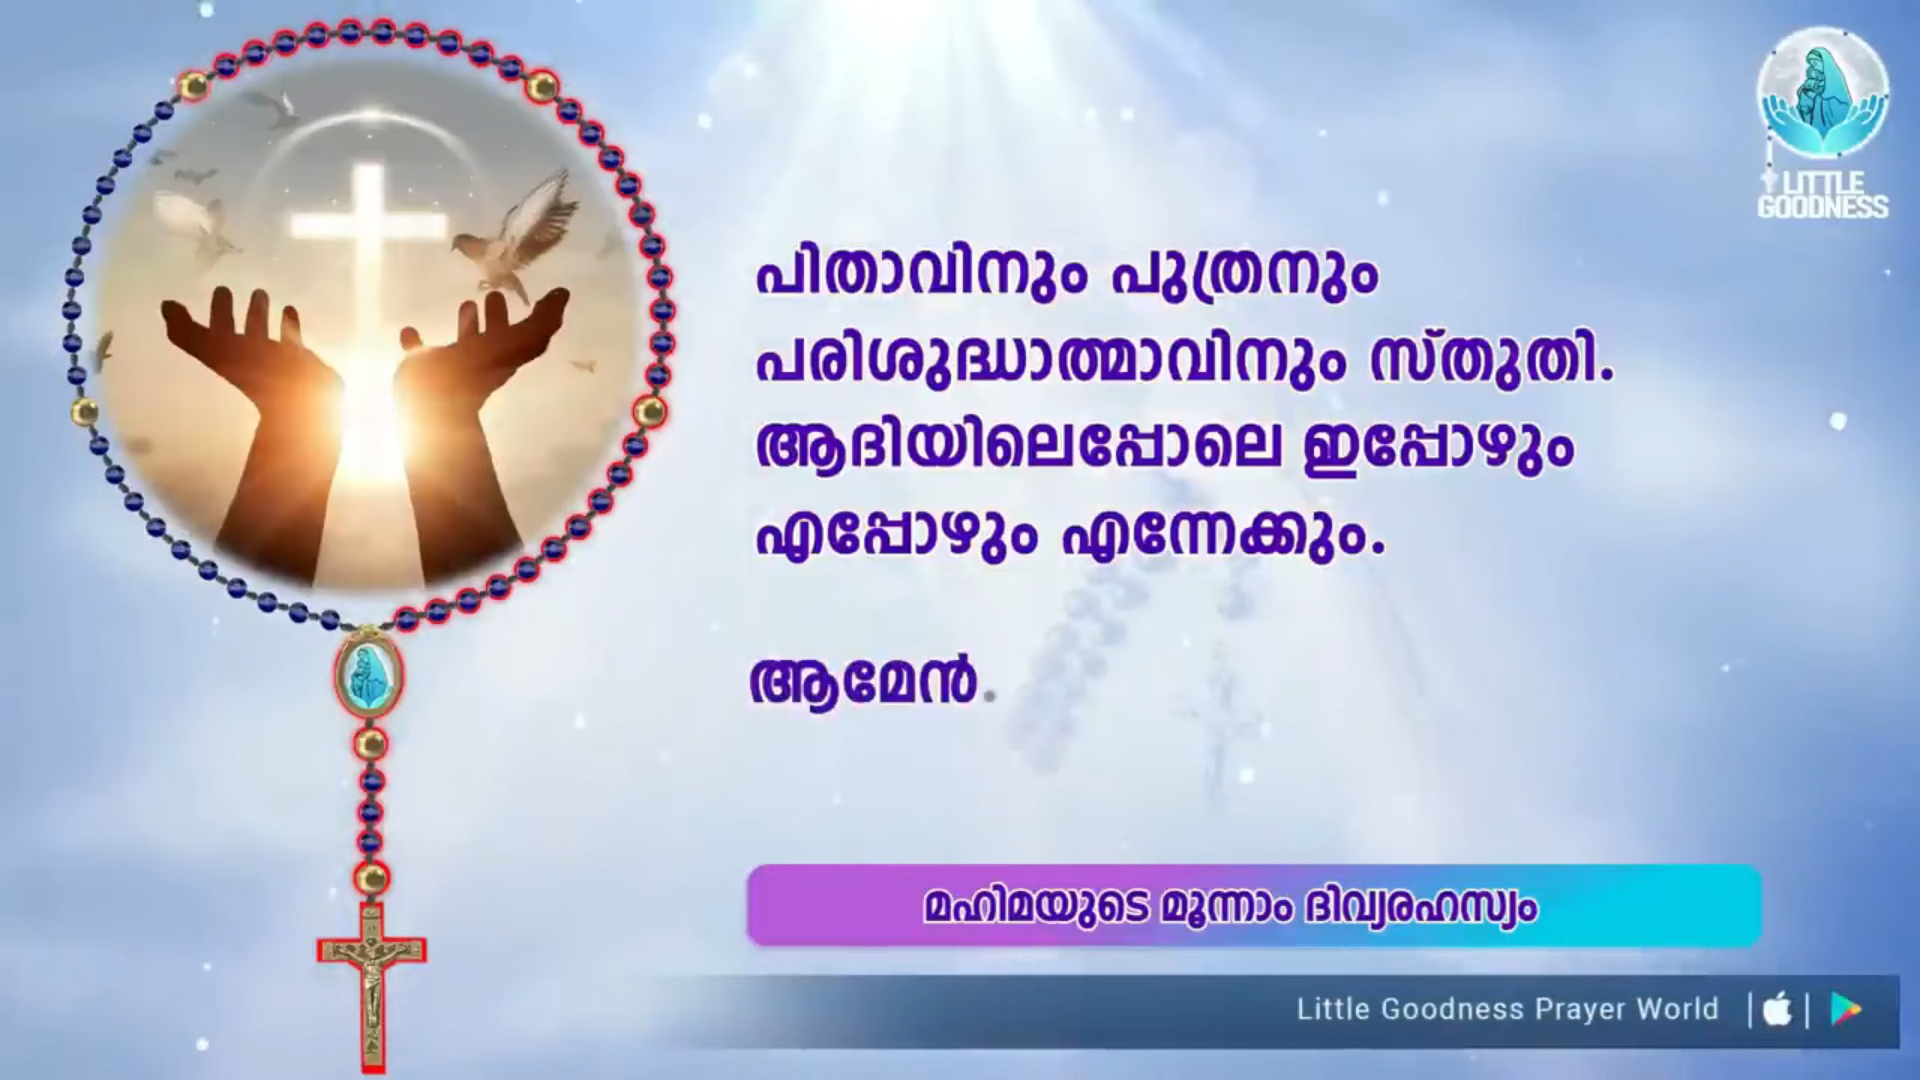 LITTLE
GOODNESS
പിതാവിനും പുത്രനും
പരിശുദ്ധാത്മാവിനും സ്തുതി.
ആദിയിലെപ്പോലെ ഇപ്പോഴും
എപ്പോഴും എന്നേക്കും.
ആമേൻ.
മഹിമയുടെ മൂന്നാം ദിവ്യരഹസ്യം
Little Goodness Prayer World